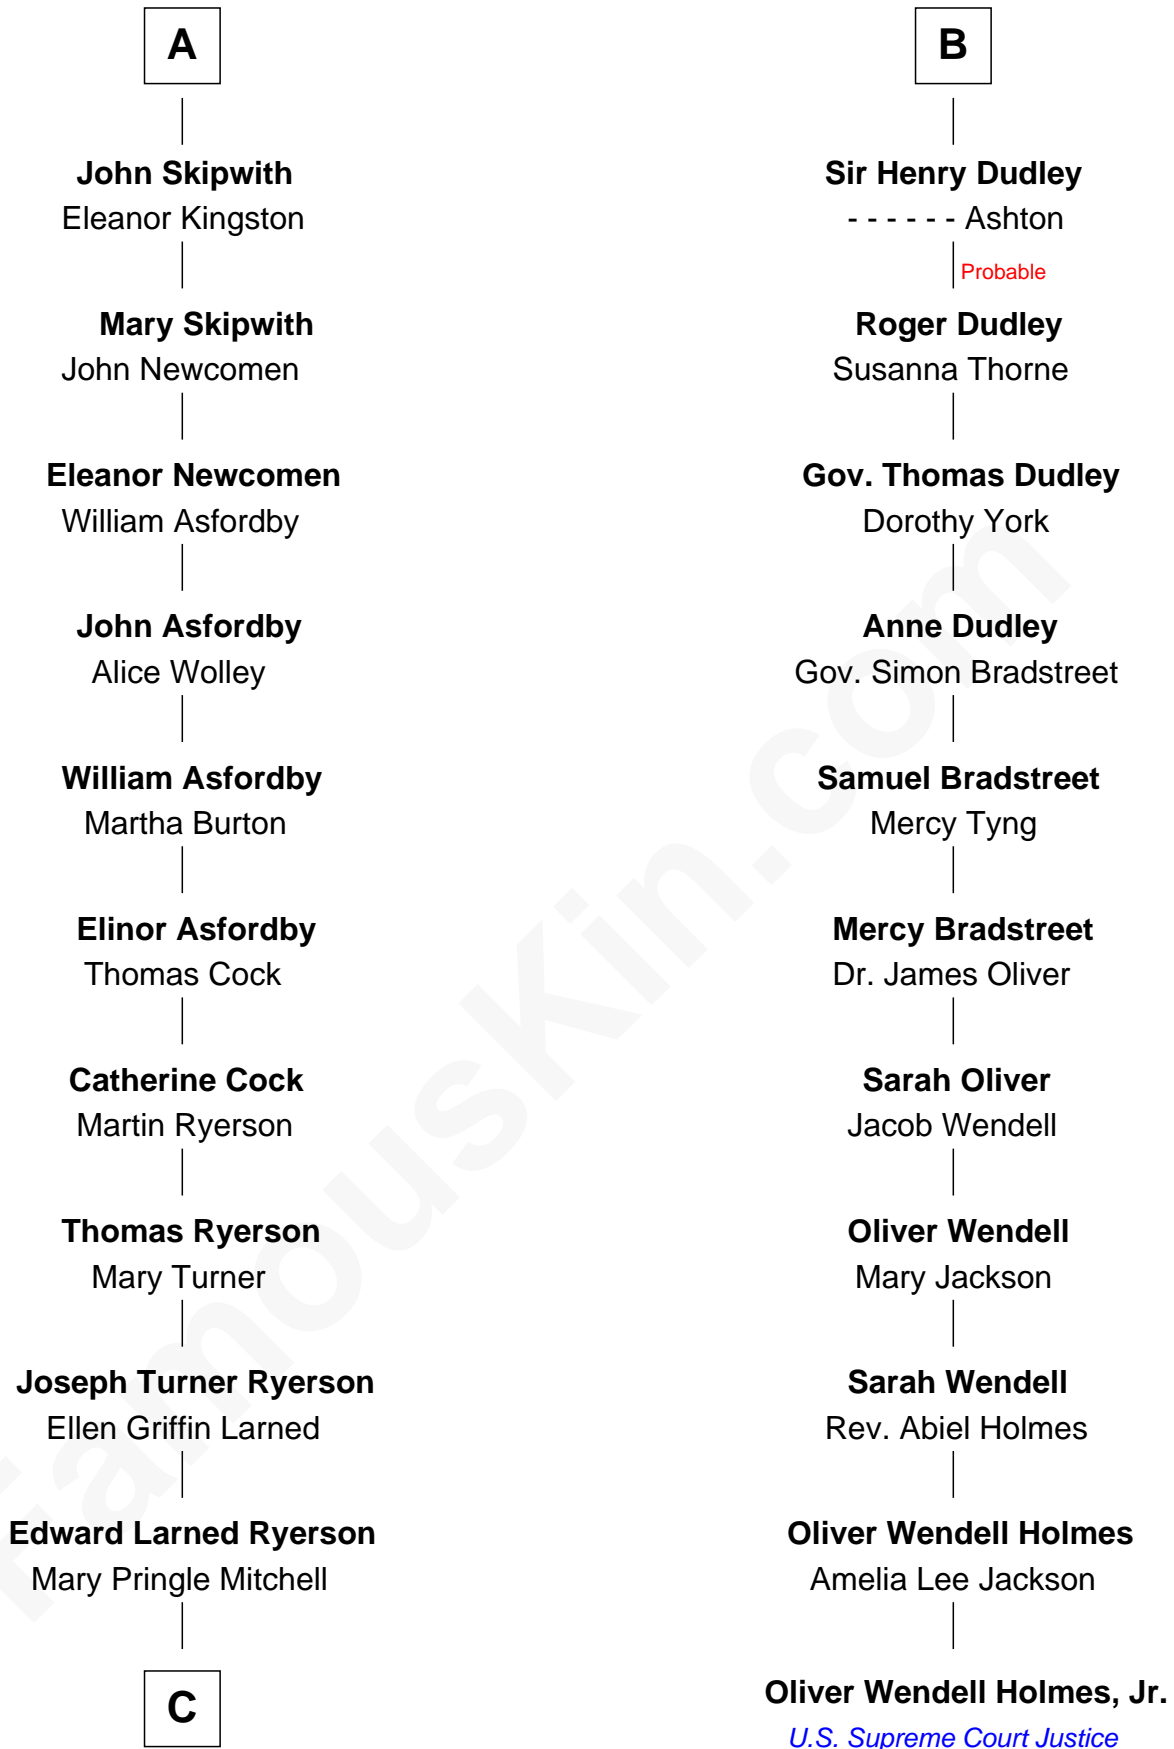 A
John Skipwith
Eleanor Kingston
Mary Skipwith
John Newcomen
Eleanor Newcomen
William Asfordby
John Asfordby
Alice Wolley
William Asfordby
Martha Burton
Elinor Asfordby
Thomas Cock
Catherine Cock
Martin Ryerson
Thomas Ryerson
Mary Turner
Joseph Turner Ryerson
Ellen Griffin Larned
Edward Larned Ryerson
Mary Pringle Mitchell
C
B
Sir Henry Dudley
- - - - - - Ashton
Probable
Roger Dudley
Susanna Thorne
Gov. Thomas Dudley
Dorothy York
Anne Dudley
Gov. Simon Bradstreet
Samuel Bradstreet
Mercy Tyng
Mercy Bradstreet
Dr. James Oliver
Sarah Oliver
Jacob Wendell
Oliver Wendell
Mary Jackson
Sarah Wendell
Rev. Abiel Holmes
Oliver Wendell Holmes
Amelia Lee Jackson
Oliver Wendell Holmes, Jr.
U.S. Supreme Court Justice
FamousKin.com